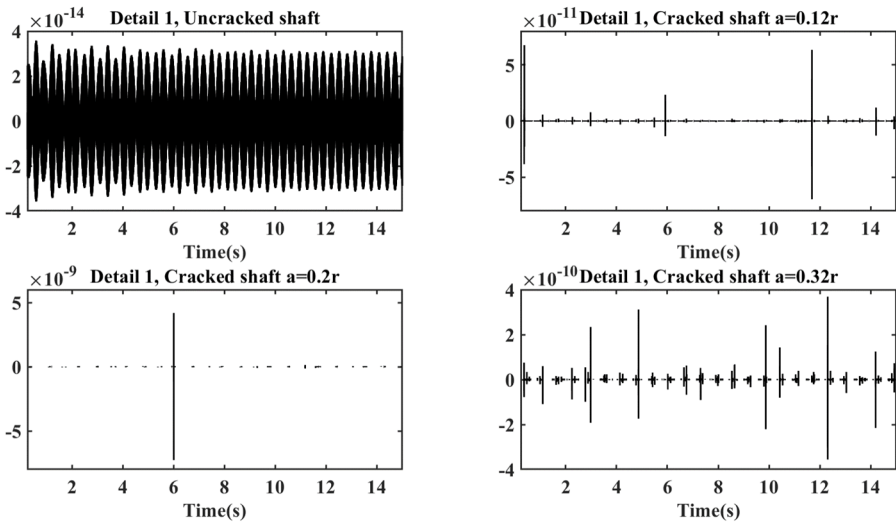 ×10⁻¹⁴ Detail 1, Uncracked shaft
4
2
0
-2
-4
2 4 6 8 10 12 14
Time(s)
×10⁻¹¹ Detail 1, Cracked shaft a=0.12r
5
0
-5
2 4 6 8 10 12 14
Time(s)
×10⁻⁹ Detail 1, Cracked shaft a=0.2r
5
0
-5
2 4 6 8 10 12 14
Time(s)
×10⁻¹⁰ Detail 1, Cracked shaft a=0.32r
4
2
0
-2
-4
2 4 6 8 10 12 14
Time(s)